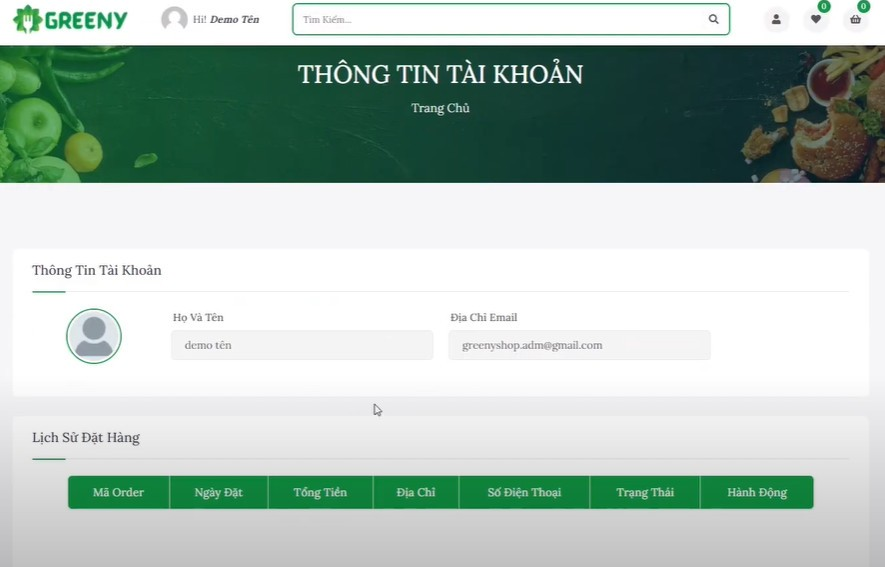 GREENY
Hi! Demo Tên
Tìm Kiếm...
0
0
THÔNG TIN TÀI KHOẢN
Trang Chủ
Thông Tin Tài Khoản
Họ Và Tên
Địa Chỉ Email
demo tên
greenyshop.adm@gmail.com
Lịch Sử Đặt Hàng
Mã Order Ngày Đặt Tổng Tiền Địa Chỉ Số Điện Thoại Trạng Thái Hành Động